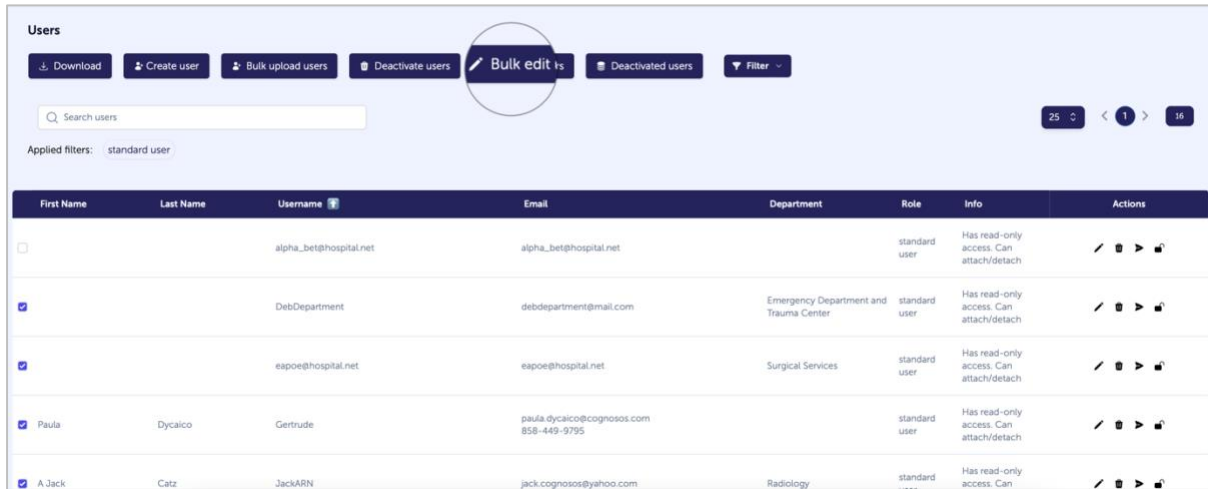 Users
Download
Create user
Bulk upload users
Deactivate users
Bulk edit
Deactivated users
Filter
Search users
25
1
16
Applied filters: standard user
First Name Last Name Username Email Department Role Info Actions
alpha_bet@hospital.net alpha_bet@hospital.net standard user Has read-only
access. Can
attach/detach
DebDepartment debdepartment@mail.com Emergency Department and
Trauma Center
standard
user
Has read-only
access. Can
attach/detach
eapoe@hospital.net eapoe@hospital.net Surgical Services standard
user
Has read-only
access. Can
attach/detach
Paula Dycaico Gertrude paula.dycaico@cognosos.com
858-449-9795
standard
user
Has read-only
access. Can
attach/detach
A Jack Catz JackARN jack.cognosos@yahoo.com Radiology standard
Has read-only
access. Can